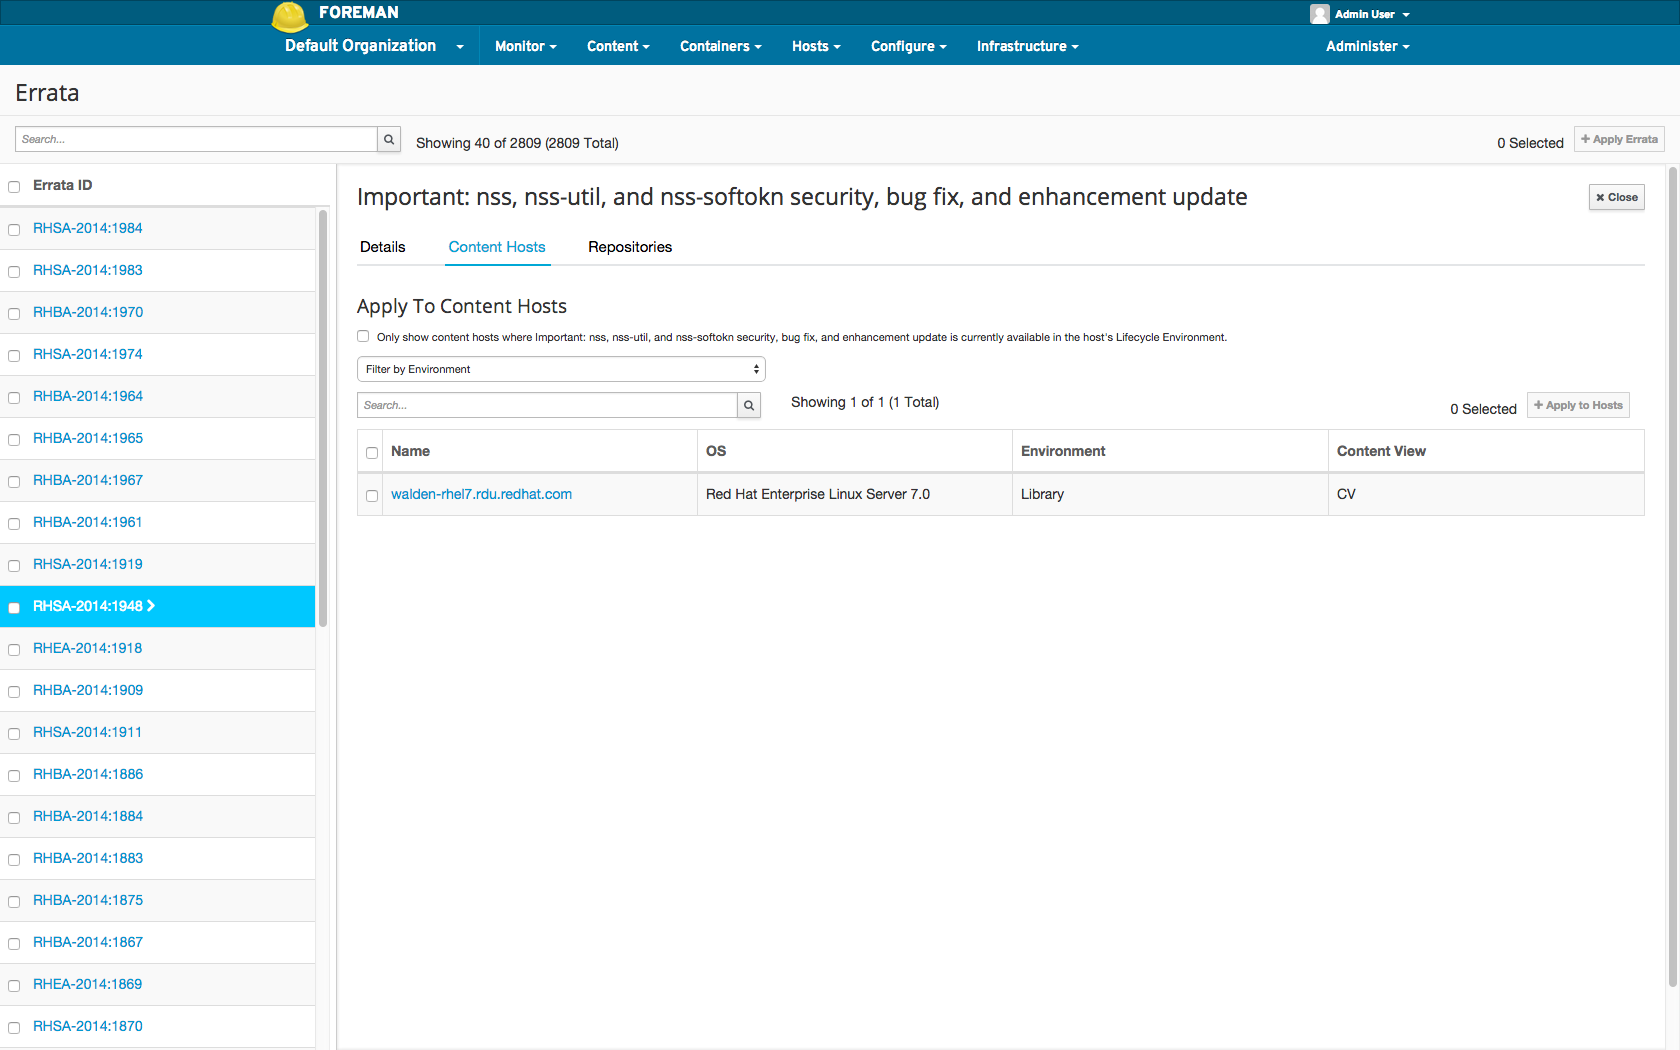 FOREMAN
Admin User
Default Organization
Monitor
Content
Containers
Hosts
Configure
Infrastructure
Administer
Errata
Search...
Showing 40 of 2809 (2809 Total)
0 Selected
Apply Errata
Errata ID
RHSA-2014:1984
RHSA-2014:1983
RHBA-2014:1970
RHSA-2014:1974
RHBA-2014:1964
RHBA-2014:1965
RHBA-2014:1967
RHBA-2014:1961
RHSA-2014:1919
RHSA-2014:1948
RHEA-2014:1918
RHBA-2014:1909
RHSA-2014:1911
RHBA-2014:1886
RHBA-2014:1884
RHBA-2014:1883
RHBA-2014:1875
RHBA-2014:1867
RHEA-2014:1869
RHSA-2014:1870
Important: nss, nss-util, and nss-softokn security, bug fix, and enhancement update
Close
Details
Content Hosts
Repositories
Apply To Content Hosts
Only show content hosts where Important: nss, nss-util, and nss-softokn security, bug fix, and enhancement update is currently available in the host's Lifecycle Environment.
Filter by Environment
Search...
Showing 1 of 1 (1 Total)
0 Selected
Apply to Hosts
Name OS Environment Content View
walden-rhel7.rdu.redhat.com Red Hat Enterprise Linux Server 7.0 Library CV